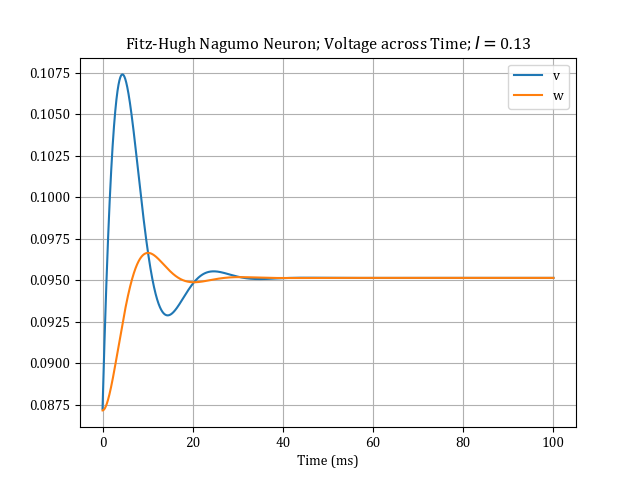 Fitz-Hugh Nagumo Neuron; Voltage across Time; I = 0.13
v
w
0.1075
0.1050
0.1025
0.1000
0.0975
0.0950
0.0925
0.0900
0.0875
0 20 40 60 80 100
Time (ms)